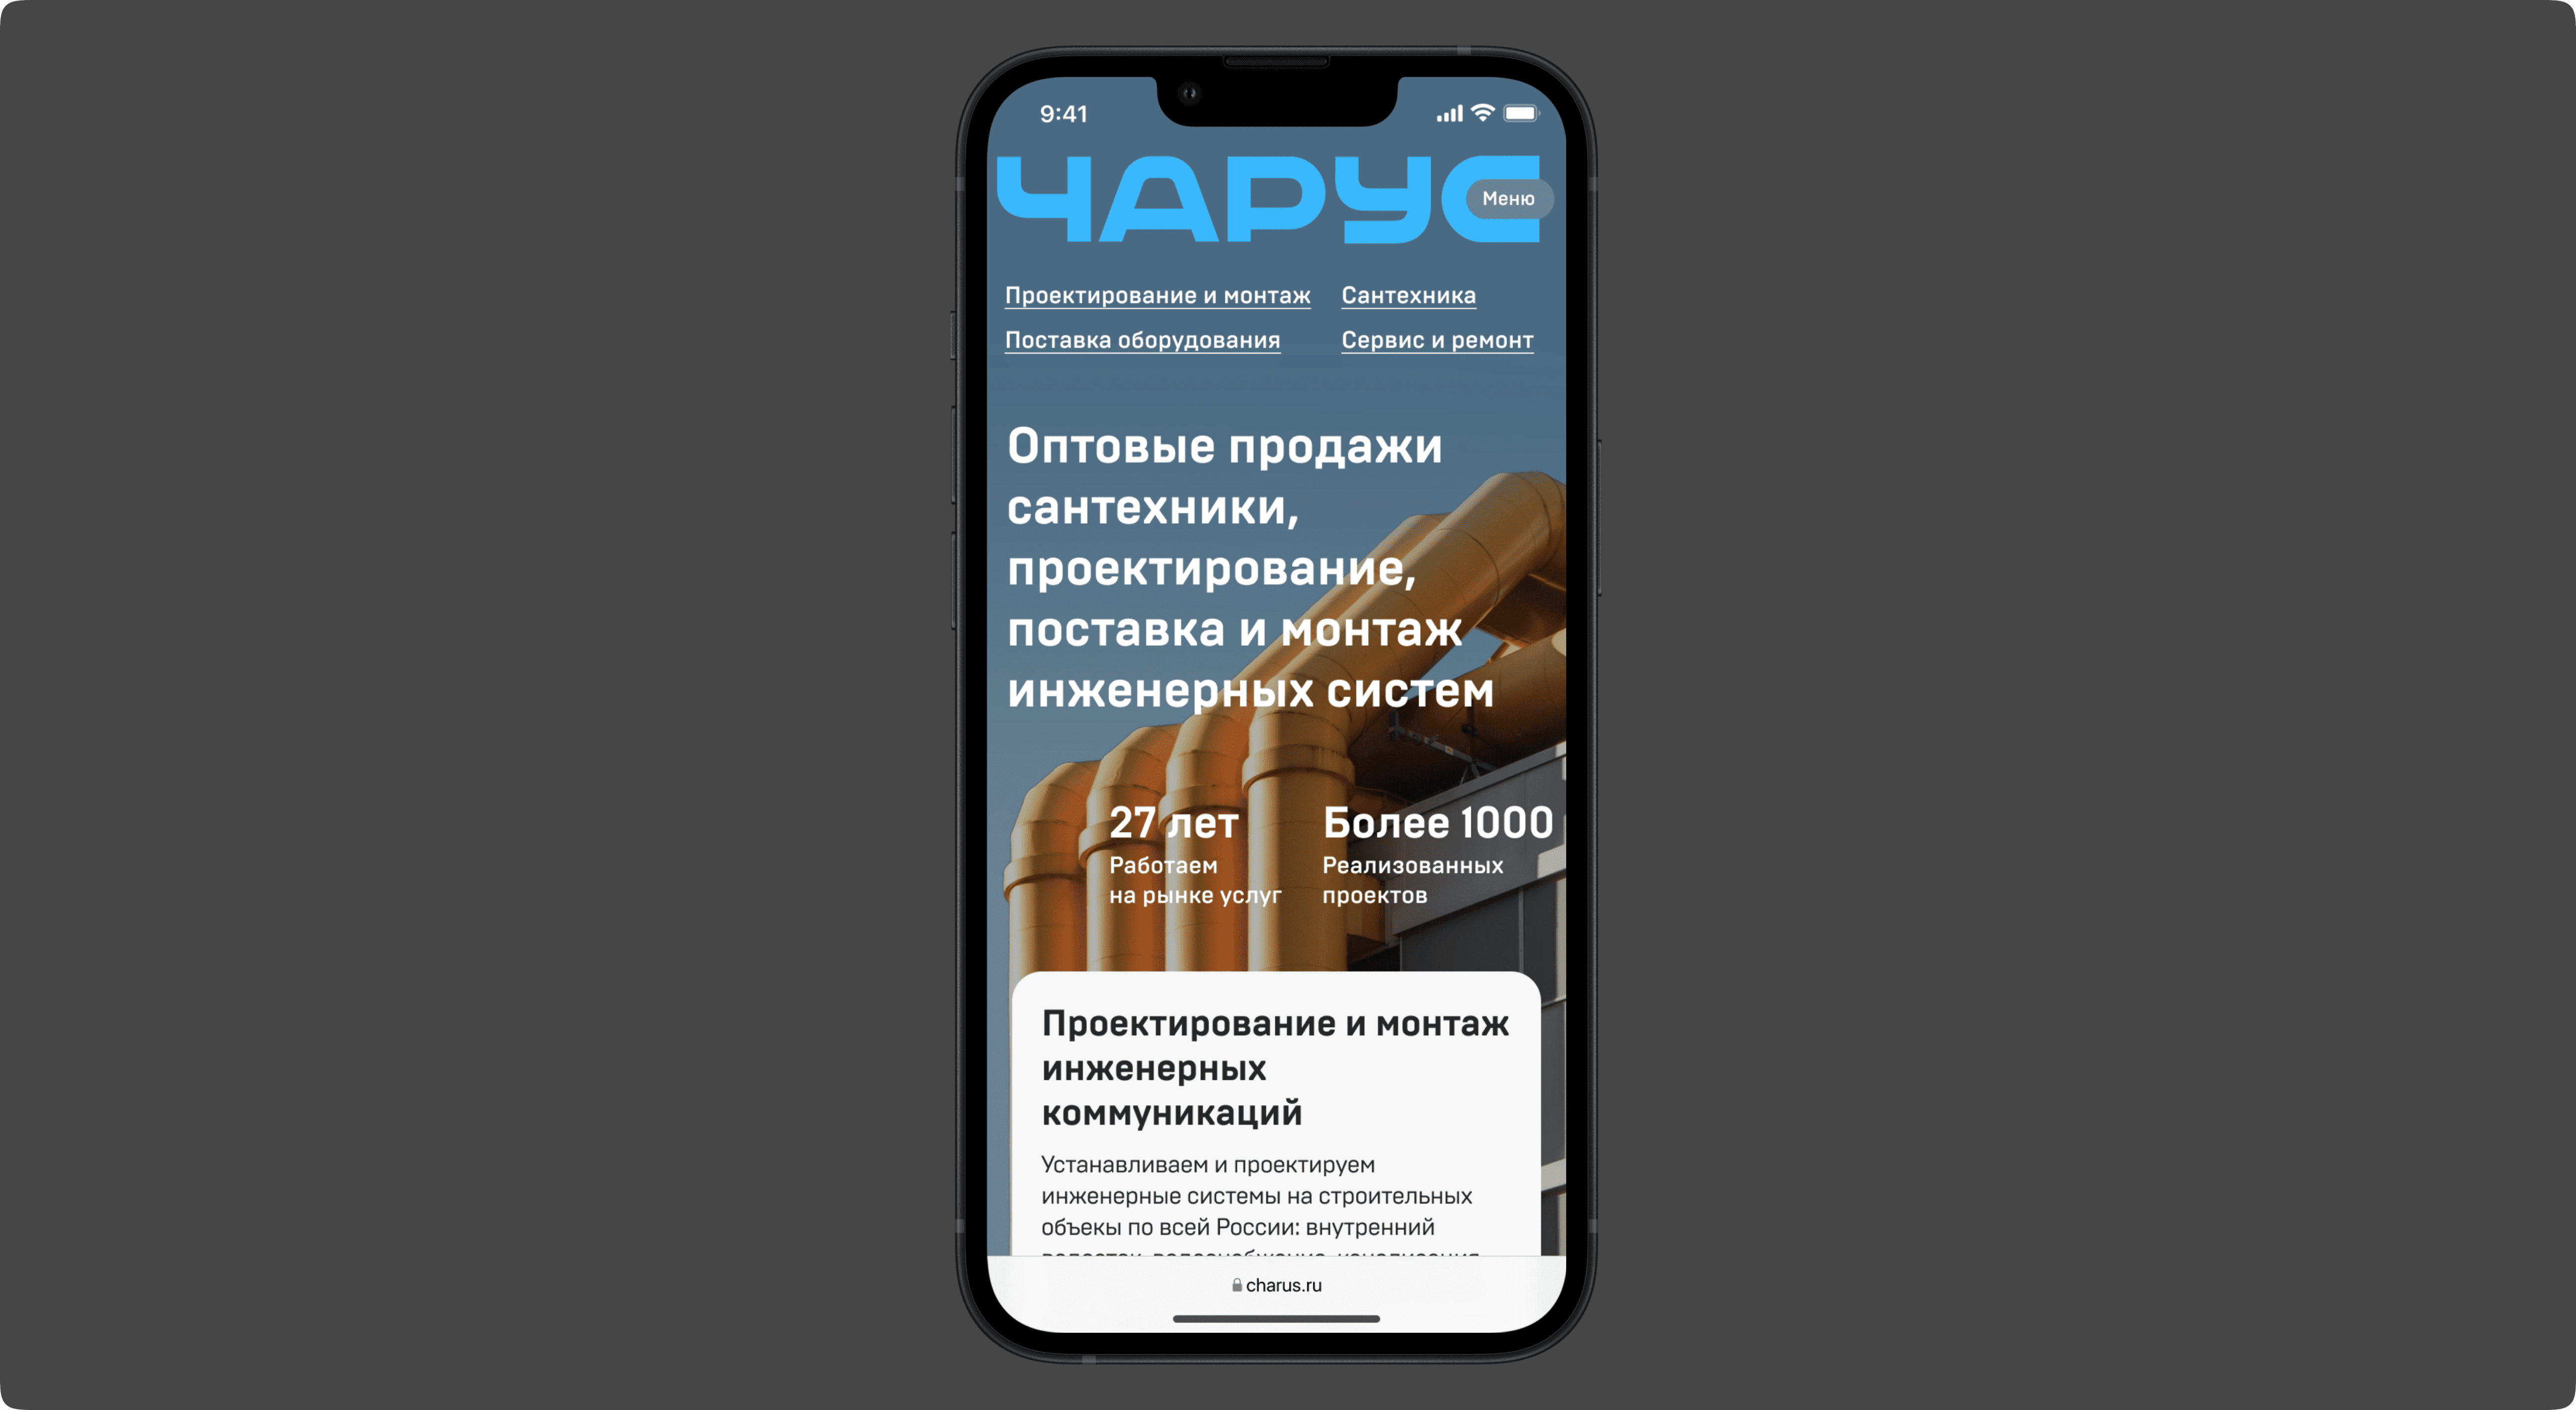 9:41
ЧАРУС
Меню
Проектирование и монтаж Сантехника
Поставка оборудования Сервис и ремонт
Оптовые продажи
сантехники,
проектирование,
поставка и монтаж
инженерных систем
27 лет Более 1000
Работаем Реализованных
на рынке услуг проектов
Проектирование и монтаж
инженерных
коммуникаций
Устанавливаем и проектируем
инженерные системы на строительных
объекы по всей России: внутренний
charus.ru